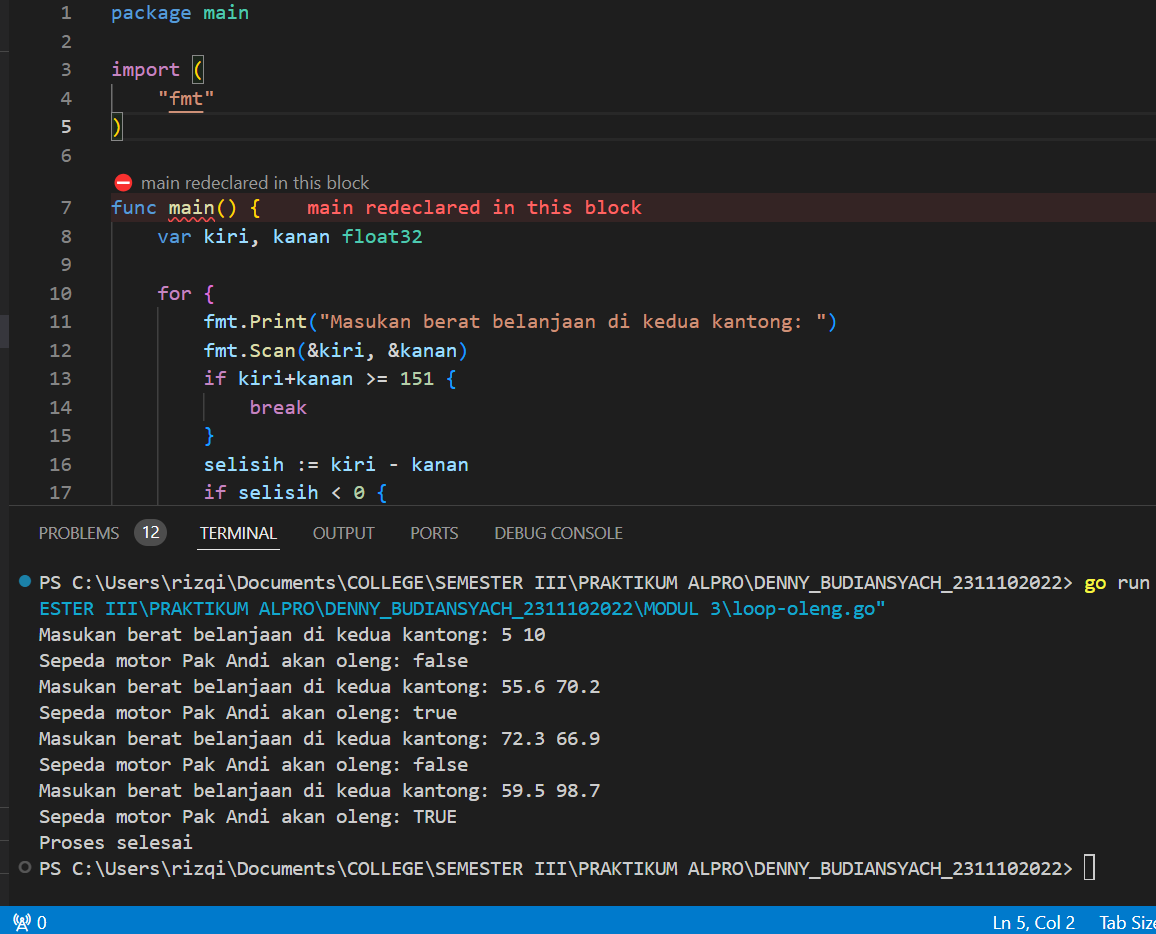 1 package main
2
3 import (
4 "fmt"
5 )
6
main redeclared in this block
7 func main() { main redeclared in this block
8 var kiri, kanan float32
9
10 for {
11 fmt.Print("Masukan berat belanjaan di kedua kantong: ")
12 fmt.Scan(&kiri, &kanan)
13 if kiri+kanan >= 151 {
14 break
15 }
16 selisih := kiri - kanan
17 if selisih < 0 {
PROBLEMS 12 TERMINAL OUTPUT PORTS DEBUG CONSOLE
PS C:\Users\rizqi\Documents\COLLEGE\SEMESTER III\PRAKTIKUM ALPRO\DENNY_BUDIANSYACH_2311102022> go run
ESTER III\PRAKTIKUM ALPRO\DENNY_BUDIANSYACH_2311102022\MODUL 3\loop-oleng.go"
Masukan berat belanjaan di kedua kantong: 5 10
Sepeda motor Pak Andi akan oleng: false
Masukan berat belanjaan di kedua kantong: 55.6 70.2
Sepeda motor Pak Andi akan oleng: true
Masukan berat belanjaan di kedua kantong: 72.3 66.9
Sepeda motor Pak Andi akan oleng: false
Masukan berat belanjaan di kedua kantong: 59.5 98.7
Sepeda motor Pak Andi akan oleng: TRUE
Proses selesai
PS C:\Users\rizqi\Documents\COLLEGE\SEMESTER III\PRAKTIKUM ALPRO\DENNY_BUDIANSYACH_2311102022>
0 Ln 5, Col 2 Tab Size